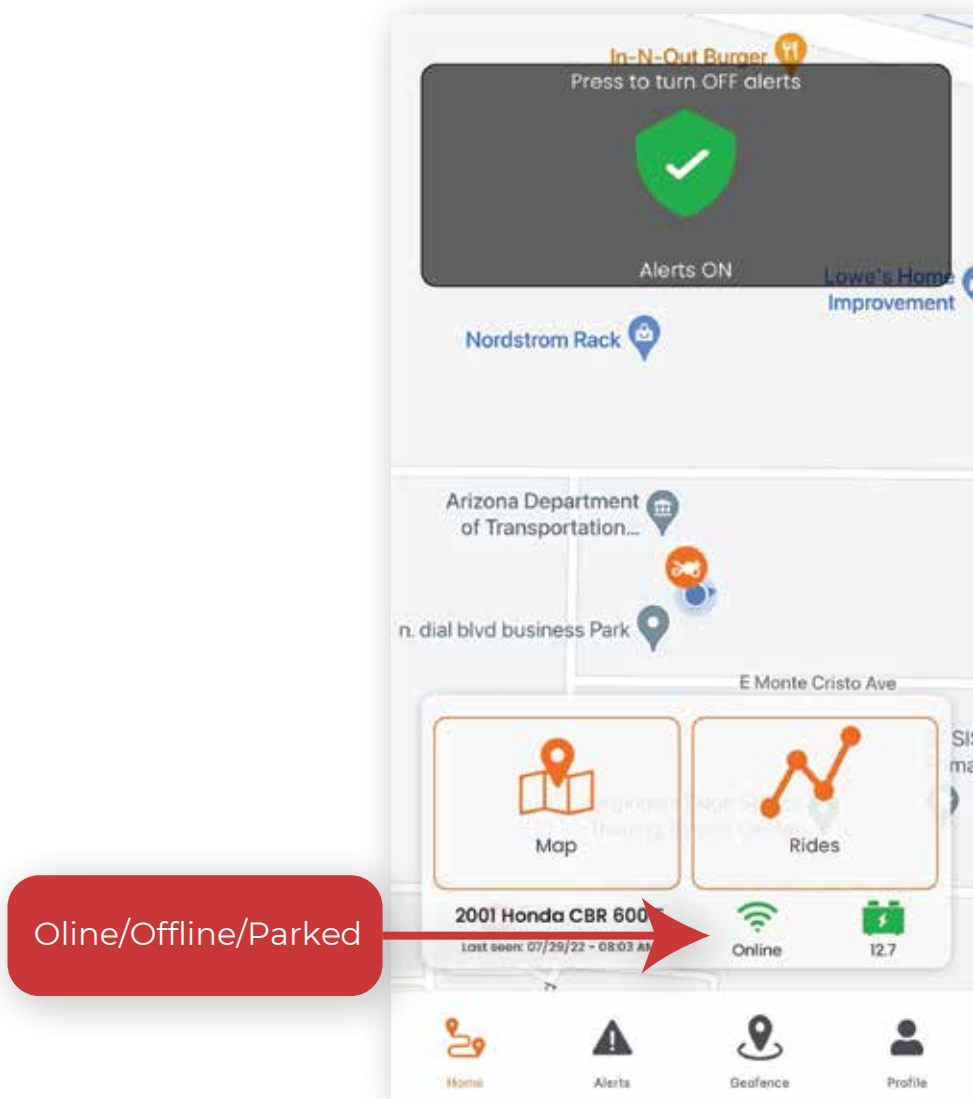 In-N-Out Burger
Press to turn OFF alerts
Alerts ON
Lowe's Home
Improvement
Nordstrom Rack
Arizona Department
of Transportation...
n. dial blvd business Park
E Monte Cristo Ave
SIS
ma
Map
Rides
Oline/Offline/Parked
2001 Honda CBR 600
Last seen: 07/29/22 - 08:03 AM
Online
12.7
Home
Alerts
Geofence
Profile